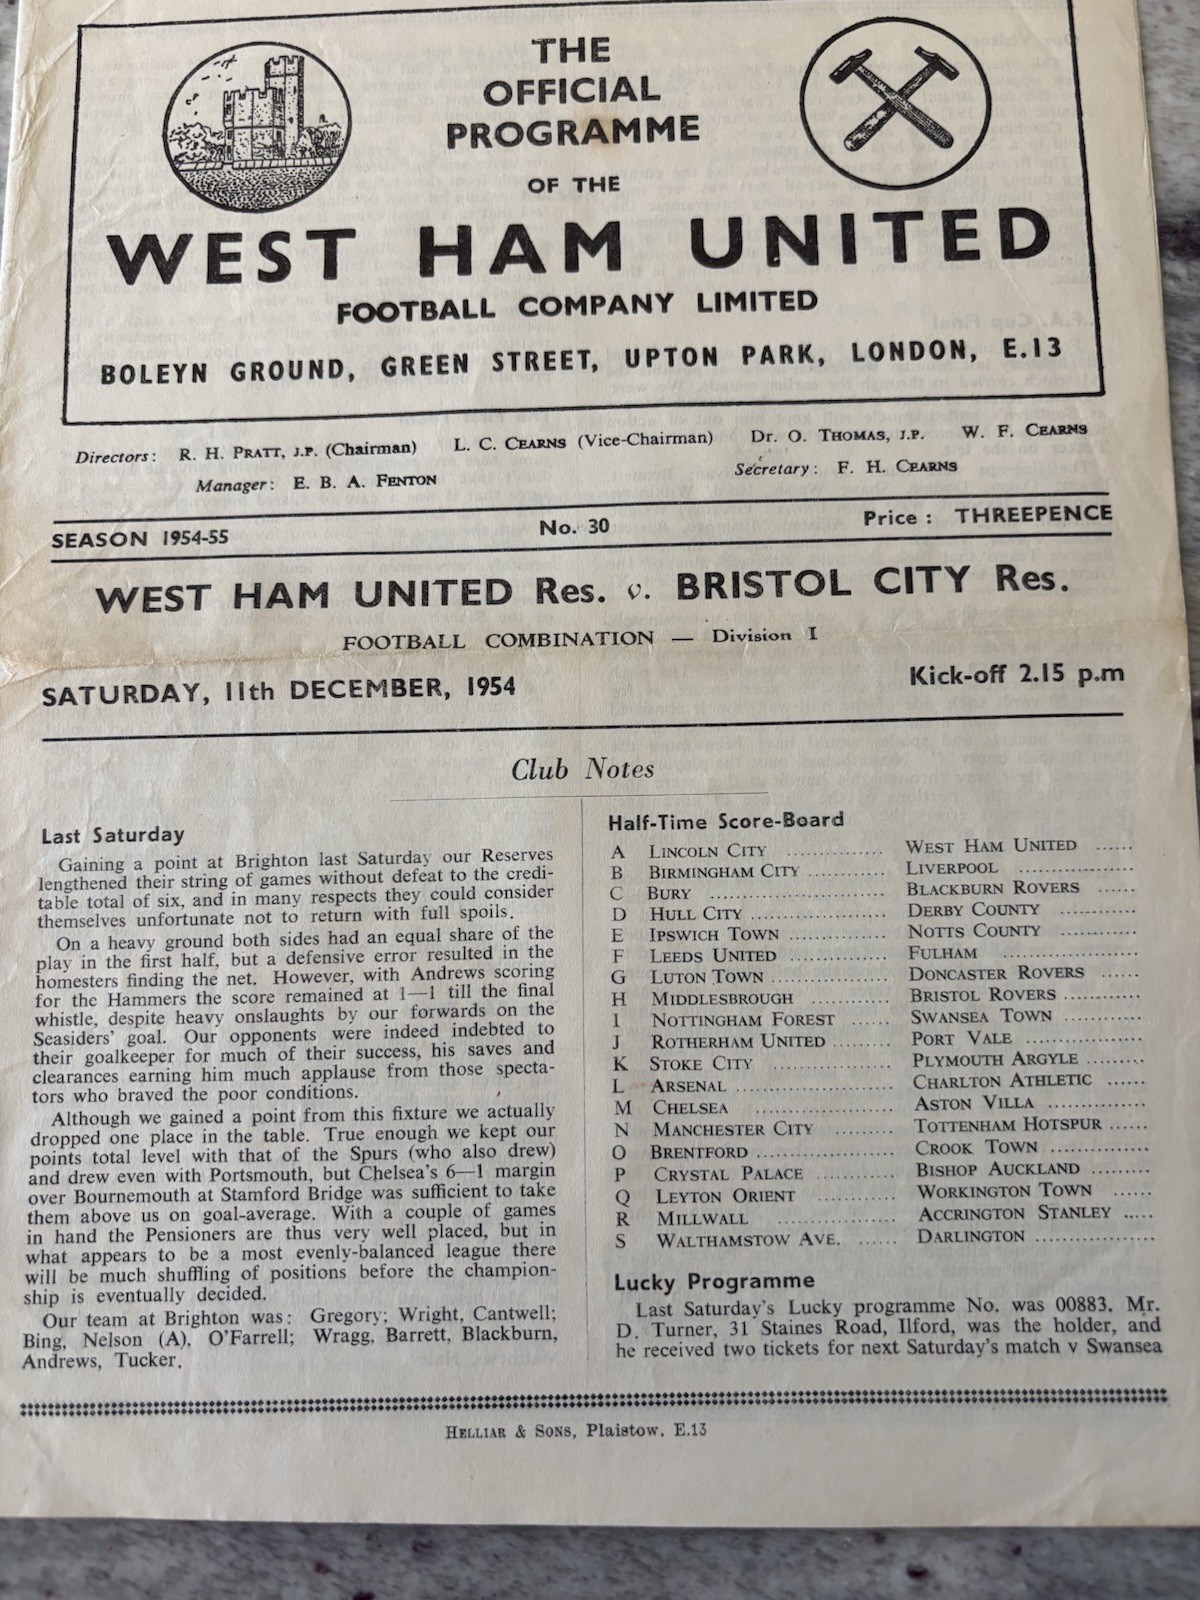 THE
OFFICIAL
PROGRAMME
OF THE
WEST HAM UNITED
FOOTBALL COMPANY LIMITED
BOLEYN GROUND, GREEN STREET, UPTON PARK, LONDON, E.13
Directors: R. H. PRATT, J.P. (Chairman) L. C. CEARNS (Vice-Chairman) Dr. O. THOMAS, J.P. W. F. CEARNS
Manager: E. B. A. FENTON Secretary: F. H. CEARNS
SEASON 1954-55 No. 30 Price: THREEPENCE
WEST HAM UNITED Res. v. BRISTOL CITY Res.
FOOTBALL COMBINATION — Division I
SATURDAY, 11th DECEMBER, 1954 Kick-off 2.15 p.m
Club Notes
Last Saturday
Gaining a point at Brighton last Saturday our Reserves
lengthened their string of games without defeat to the credi-
table total of six, and in many respects they could consider
themselves unfortunate not to return with full spoils.
On a heavy ground both sides had an equal share of the
play in the first half, but a defensive error resulted in the
homesters finding the net. However, with Andrews scoring
for the Hammers the score remained at 1—1 till the final
whistle, despite heavy onslaughts by our forwards on the
Seasiders' goal. Our opponents were indeed indebted to
their goalkeeper for much of their success, his saves and
clearances earning him much applause from those specta-
tors who braved the poor conditions.
Although we gained a point from this fixture we actually
dropped one place in the table. True enough we kept our
points total level with that of the Spurs (who also drew)
and drew even with Portsmouth, but Chelsea's 6—1 margin
over Bournemouth at Stamford Bridge was sufficient to take
them above us on goal-average. With a couple of games
in hand the Pensioners are thus very well placed, but in
what appears to be a most evenly-balanced league there
will be much shuffling of positions before the champion-
ship is eventually decided.
Our team at Brighton was: Gregory; Wright, Cantwell;
Bing, Nelson (A), O'Farrell; Wragg, Barrett, Blackburn,
Andrews, Tucker.
Half-Time Score-Board
A LINCOLN CITY .............. WEST HAM UNITED ......
B BIRMINGHAM CITY ........... LIVERPOOL .................
C BURY ......................... BLACKBURN ROVERS ......
D HULL CITY .................... DERBY COUNTY ............
E IPSWICH TOWN .............. NOTTS COUNTY ............
F LEEDS UNITED .............. FULHAM ....................
G LUTON TOWN ................. DONCASTER ROVERS ......
H MIDDLESBROUGH ............ BRISTOL ROVERS ...........
I NOTTINGHAM FOREST ...... SWANSEA TOWN ............
J ROTHERHAM UNITED ......... PORT VALE .................
K STOKE CITY ................. PLYMOUTH ARGYLE .........
L ARSENAL ...................... CHARLTON ATHLETIC ......
M CHELSEA .................... ASTON VILLA ...............
N MANCHESTER CITY ......... TOTTENHAM HOTSPUR ......
O BRENTFORD ................... CROOK TOWN .................
P CRYSTAL PALACE ............ BISHOP AUCKLAND .........
Q LEYTON ORIENT ............ WORKINGTON TOWN ......
R MILLWALL .................. ACCRINGTON STANLEY .....
S WALTHAMSTOW AVE. ...... DARLINGTON ..................
Lucky Programme
Last Saturday's Lucky programme No. was 00883. Mr.
D. Turner, 31 Staines Road, Ilford, was the holder, and
he received two tickets for next Saturday's match v Swansea
HELLIAR & SONS, Plaistow, E.13